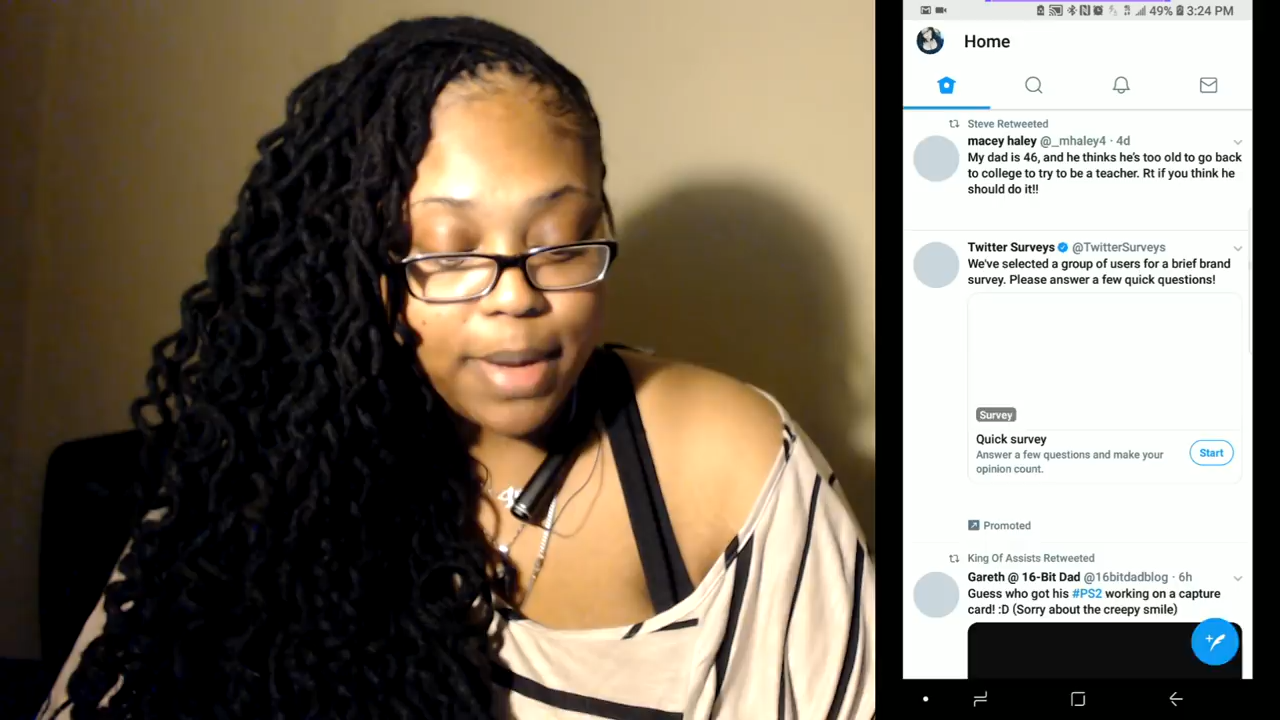 49% 3:24 PM
Home
Steve Retweeted
macey haley @_mhaley4 · 4d
My dad is 46, and he thinks he's too old to go back
to college to try to be a teacher. Rt if you think he
should do it!!
Twitter Surveys @TwitterSurveys
We've selected a group of users for a brief brand
survey. Please answer a few quick questions!
Survey
Quick survey
Answer a few questions and make your
opinion count.
Start
Promoted
King Of Assists Retweeted
Gareth @ 16-Bit Dad @16bitdadblog · 6h
Guess who got his #PS2 working on a capture
card! :D (Sorry about the creepy smile)